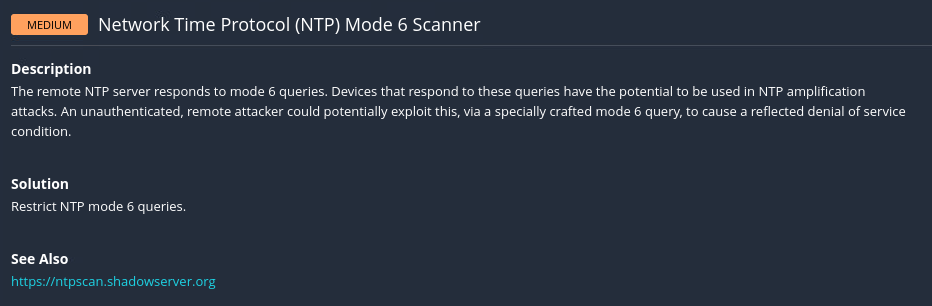 MEDIUM Network Time Protocol (NTP) Mode 6 Scanner
Description
The remote NTP server responds to mode 6 queries. Devices that respond to these queries have the potential to be used in NTP amplification
attacks. An unauthenticated, remote attacker could potentially exploit this, via a specially crafted mode 6 query, to cause a reflected denial of service
condition.
Solution
Restrict NTP mode 6 queries.
See Also
https://ntpscan.shadowserver.org